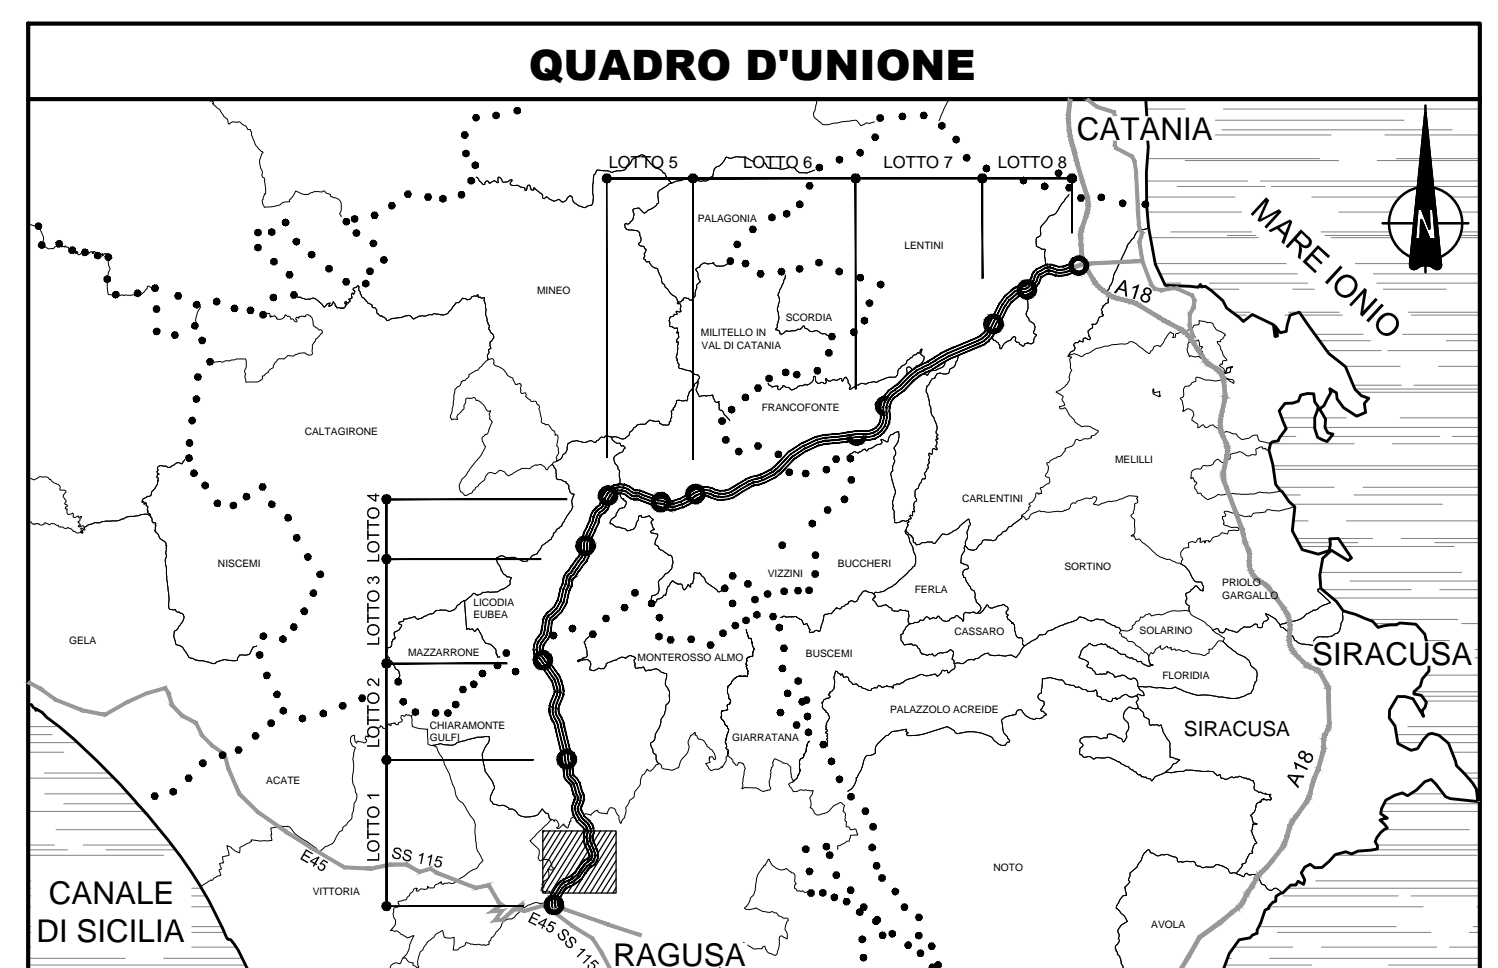 QUADRO D'UNIONE
CATANIA
LOTTO 5
LOTTO 6
LOTTO 7
LOTTO 8
PALAGONIA
LENTINI
MARE IONIO
N
MINEO
A18
SCORDIA
MILITELLO IN
VAL DI CATANIA
FRANCOFONTE
CALTAGIRONE
MELILLI
CARLENTINI
LOTTO 4
NISCEMI
VIZZINI
BUCCHERI
SORTINO
FERLA
PRIOLO
GARGALLO
LOTTO 3
LICODIA
EUBEA
CASSARO
SOLARINO
GELA
MAZZARRONE
MONTEROSSO ALMO
BUSCEMI
SIRACUSA
FLORIDIA
LOTTO 2
CHIARAMONTE
GULFI
PALAZZOLO ACREIDE
GIARRATANA
SIRACUSA
A18
ACATE
LOTTO 1
E45
SS 115
NOTO
VITTORIA
CANALE
DI SICILIA
E45 SS 115
AVOLA
RAGUSA